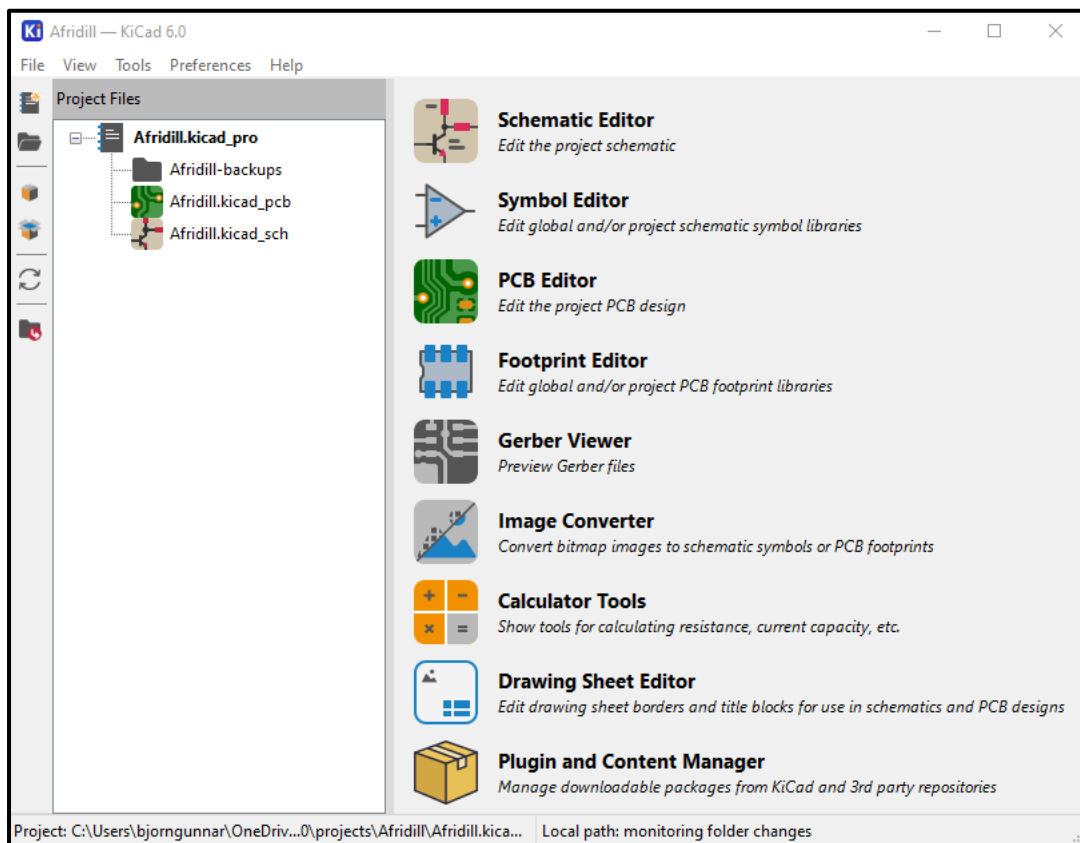 Ki Afridill — KiCad 6.0
File View Tools Preferences Help
Project Files
Afridill.kicad_pro
Afridill-backups
Afridill.kicad_pcb
Afridill.kicad_sch
Schematic Editor
Edit the project schematic
Symbol Editor
Edit global and/or project schematic symbol libraries
PCB Editor
Edit the project PCB design
Footprint Editor
Edit global and/or project PCB footprint libraries
Gerber Viewer
Preview Gerber files
Image Converter
Convert bitmap images to schematic symbols or PCB footprints
Calculator Tools
Show tools for calculating resistance, current capacity, etc.
Drawing Sheet Editor
Edit drawing sheet borders and title blocks for use in schematics and PCB designs
Plugin and Content Manager
Manage downloadable packages from KiCad and 3rd party repositories
Project: C:\Users\bjorngunnar\OneDriv...0\projects\Afridill\Afridill.kica... Local path: monitoring folder changes